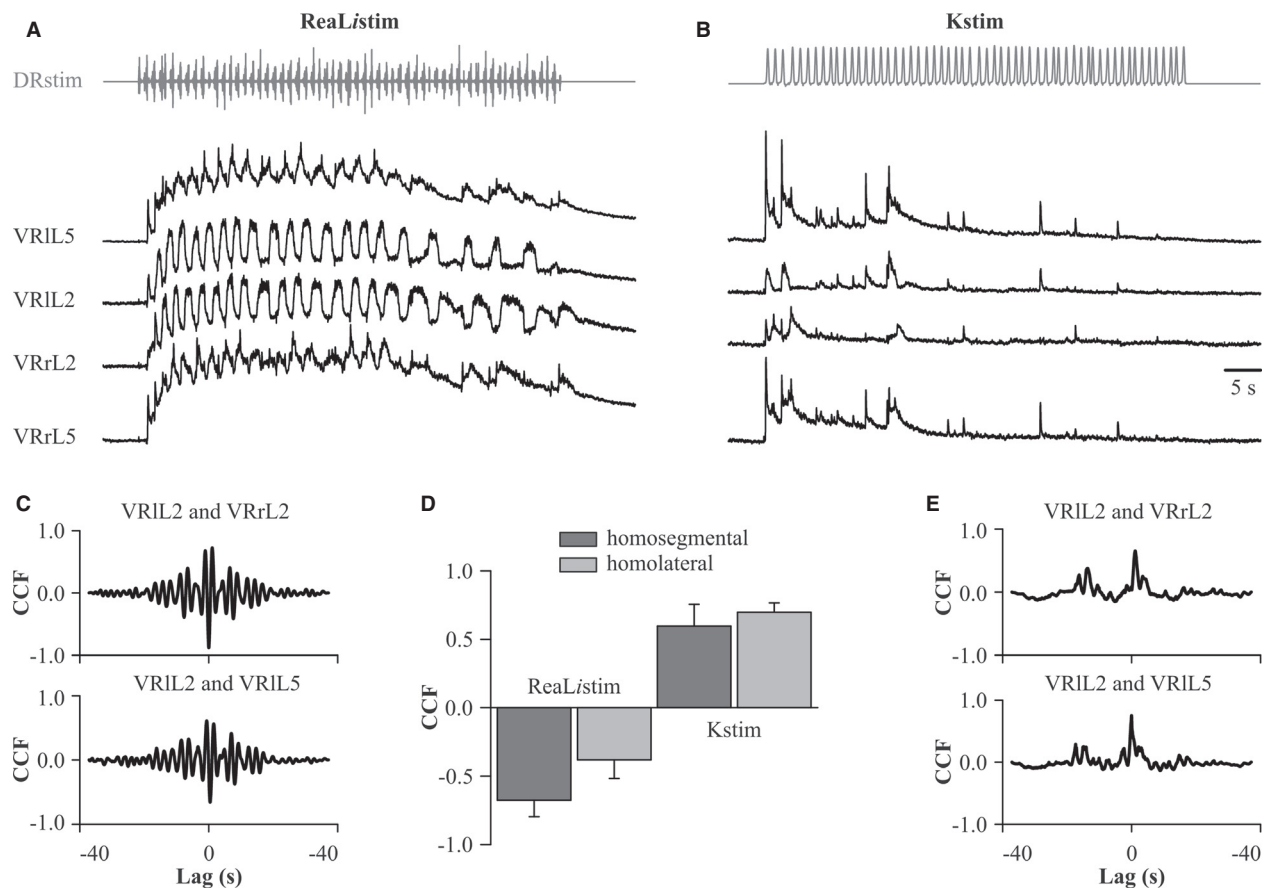 A
ReaListim
DRstim
VRlL5
VRlL2
VRrL2
VRrL5
B
Kstim
5 s
C
VRlL2 and VRrL2
1.0
0.0
-1.0
CCF
VRlL2 and VRlL5
1.0
0.0
-1.0
CCF
-40
0
-40
Lag (s)
D
homosegmental
homolateral
1.0
0.5
0.0
-0.5
-1.0
CCF
ReaListim
Kstim
E
VRlL2 and VRrL2
1.0
0.0
-1.0
CCF
VRlL2 and VRlL5
1.0
0.0
-1.0
CCF
-40
0
-40
Lag (s)